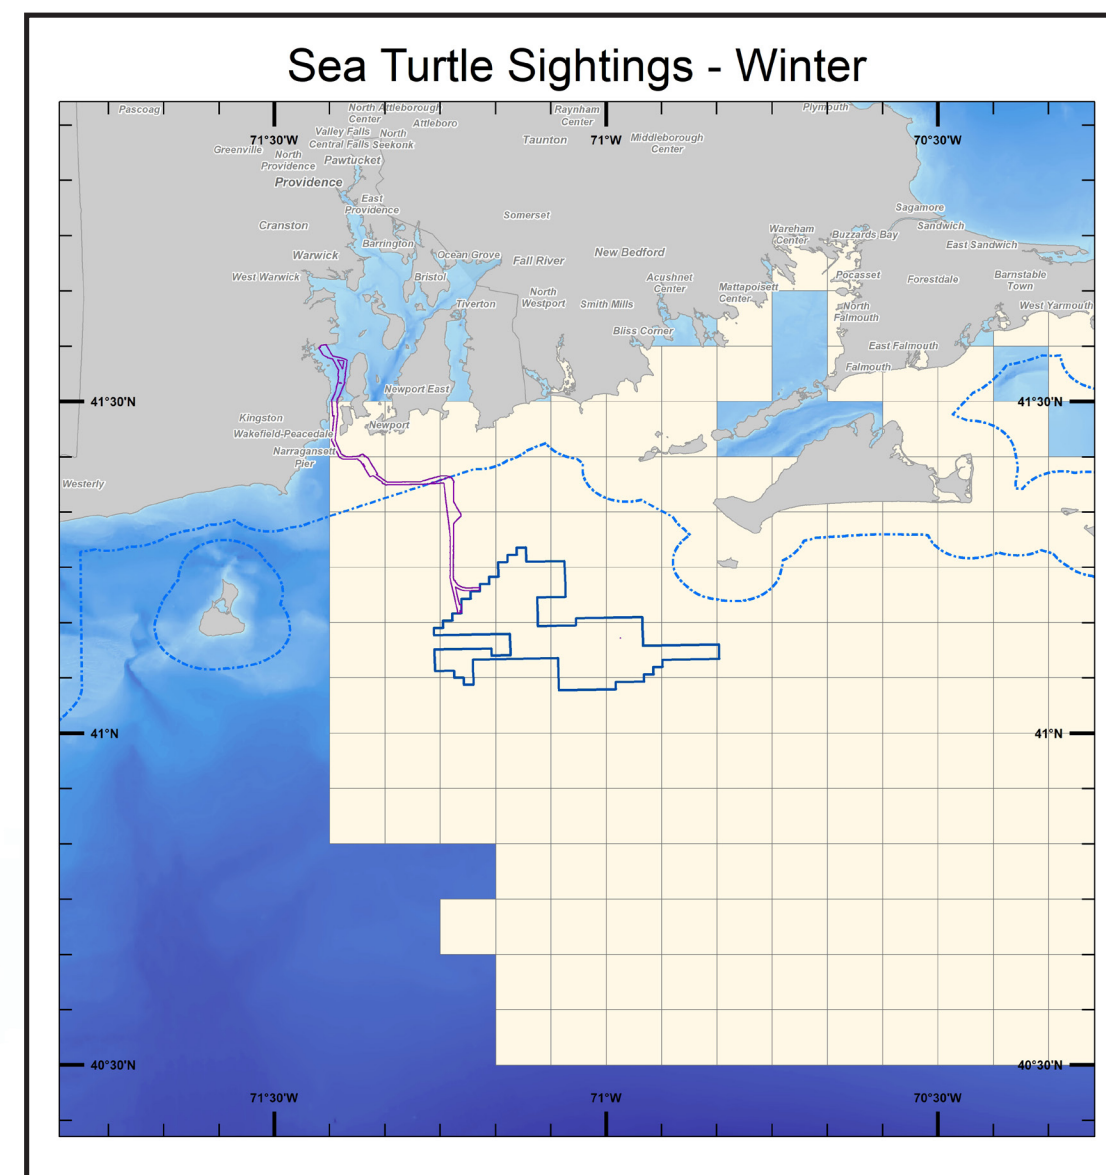 Sea Turtle Sightings - Winter
Pascoag
North Attleborough
Center
Attleboro
Raynham
Center
Plymouth
71°30'W
71°W
70°30'W
Valley Falls
North
Central Falls
Seekonk
Taunton
Middleborough
Center
Greenville
North
Providence
Pawtucket
Providence
East
Providence
Somerset
Sagamore
Cranston
Wareham
Center
Buzzards Bay
Sandwich
Barrington
East Sandwich
Warwick
Ocean Grove
Fall River
New Bedford
West Warwick
Bristol
Acushnet
Center
Mattapoisett
Center
Pocasset
Forestdale
Barnstable
Town
Tiverton
North
Westport
Smith Mills
North
Falmouth
West Yarmouth
Bliss Corner
East Falmouth
Falmouth
Newport East
41°30'N
41°30'N
Kingston
Newport
Wakefield-Peacedale
Narragansett
Pier
Westerly
41°N
41°N
40°30'N
40°30'N
71°30'W
71°W
70°30'W